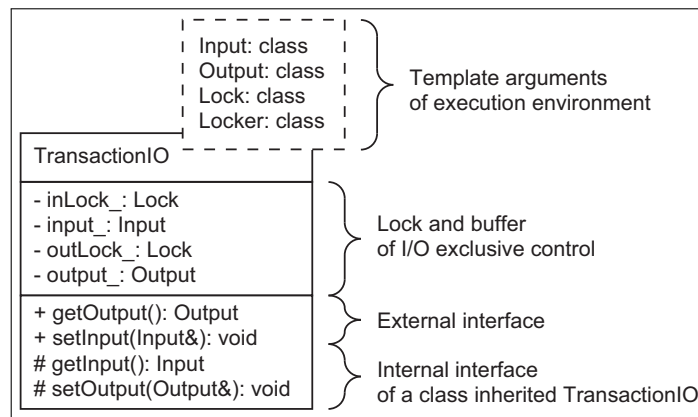 Input: class
Output: class
Lock: class
Locker: class
Template arguments
of execution environment
TransactionIO
- inLock_: Lock
- input_: Input
- outLock_: Lock
- output_: Output
Lock and buffer
of I/O exclusive control
+ getOutput(): Output
+ setInput(Input&): void
# getInput(): Input
# setOutput(Output&): void
External interface
Internal interface
of a class inherited TransactionIO